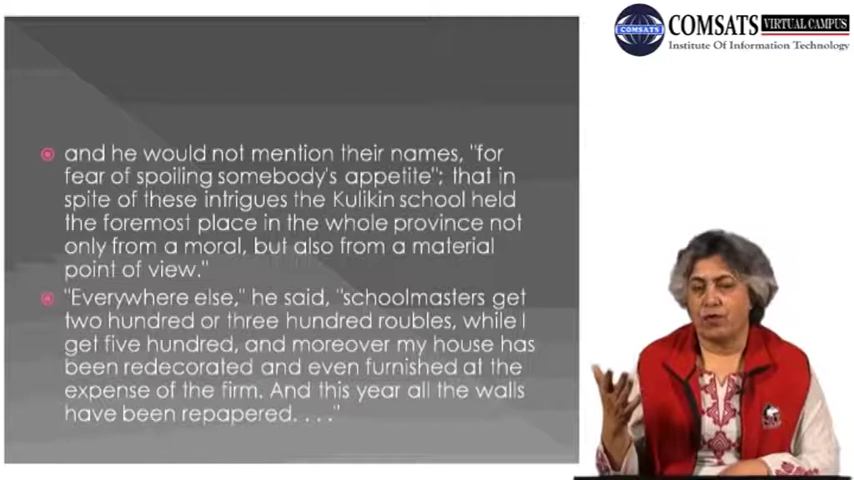 COMSATS
COMSATS VIRTUAL CAMPUS
Institute Of Information Technology
and he would not mention their names, "for
fear of spoiling somebody's appetite"; that in
spite of these intrigues the Kulikin school held
the foremost place in the whole province not
only from a moral, but also from a material
point of view."
"Everywhere else," he said, "schoolmasters get
two hundred or three hundred roubles, while I
get five hundred, and moreover my house has
been redecorated and even furnished at the
expense of the firm. And this year all the walls
have been repapered. . . ."